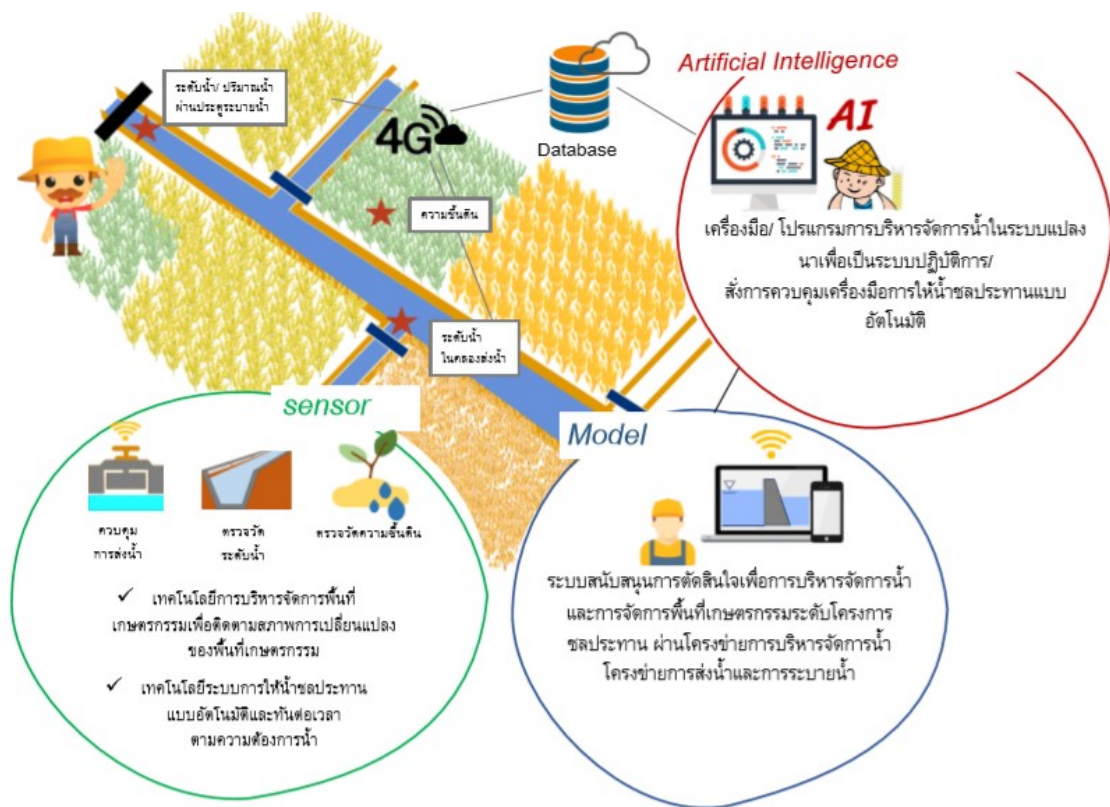 ระดับน้ำ/ ปริมาณน้ำ
ผ่านประตูระบายน้ำ
4G
Database
Artificial Intelligence
AI
เครื่องมือ/ โปรแกรมการบริหารจัดการน้ำในระบบแปลง
นาเพื่อเป็นระบบปฏิบัติการ/
สั่งการควบคุมเครื่องมือการให้น้ำชลประทานแบบ
อัตโนมัติ
ความชื้นดิน
ระดับน้ำ
ในคลองส่งน้ำ
sensor
ควบคุม
การส่งน้ำ
ตรวจวัด
ระดับน้ำ
ตรวจวัดความชื้นดิน
✓ เทคโนโลยีการบริหารจัดการพื้นที่
เกษตรกรรมเพื่อติดตามสภาพการเปลี่ยนแปลง
ของพื้นที่เกษตรกรรม
✓ เทคโนโลยีระบบการให้น้ำชลประทาน
แบบอัตโนมัติและทันต่อเวลา
ตามความต้องการน้ำ
Model
ระบบสนับสนุนการตัดสินใจเพื่อการบริหารจัดการน้ำ
และการจัดการพื้นที่เกษตรกรรมระดับโครงการ
ชลประทาน ผ่านโครงข่ายการบริหารจัดการน้ำ
โครงข่ายการส่งน้ำและการระบายน้ำ